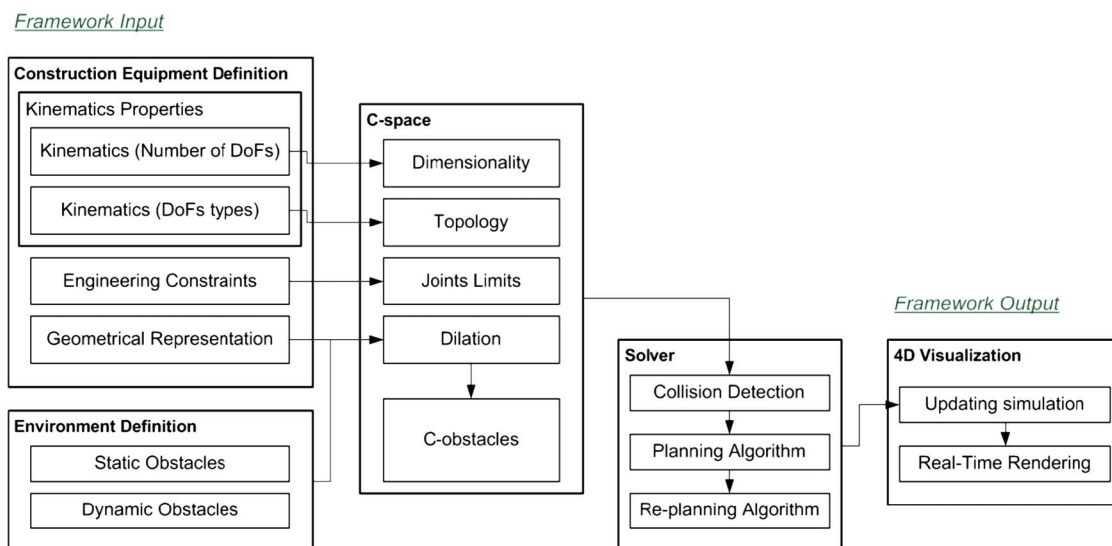 Framework Input
Construction Equipment Definition
Kinematics Properties
Kinematics (Number of DoFs)
Kinematics (DoFs types)
Engineering Constraints
Geometrical Representation
Environment Definition
Static Obstacles
Dynamic Obstacles
C-space
Dimensionality
Topology
Joints Limits
Dilation
C-obstacles
Solver
Collision Detection
Planning Algorithm
Re-planning Algorithm
Framework Output
4D Visualization
Updating simulation
Real-Time Rendering